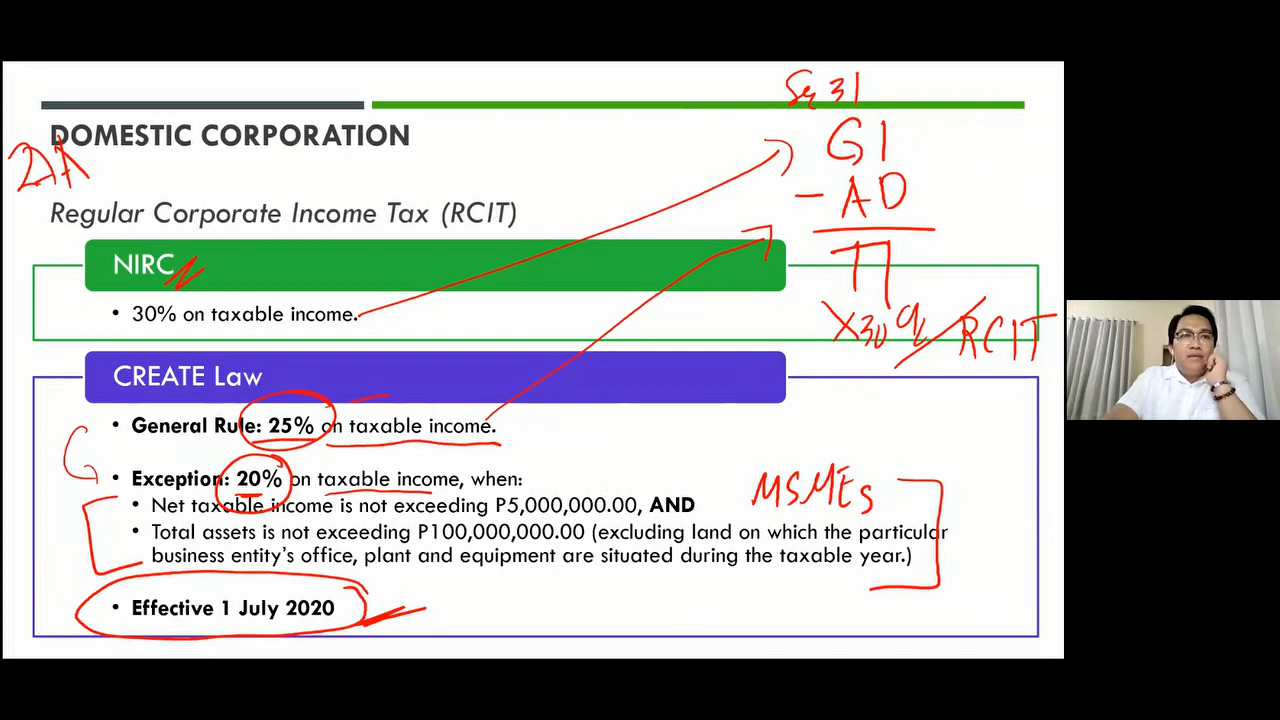 Sec 31
GI
DOMESTIC CORPORATION
27A
- AD
Regular Corporate Income Tax (RCIT)
TI
NIRC
• 30% on taxable income.
X30% RCIT
CREATE Law
• General Rule: 25% on taxable income.
• Exception: 20% on taxable income, when:
MSMEs
• Net taxable income is not exceeding P5,000,000.00, AND
• Total assets is not exceeding P100,000,000.00 (excluding land on which the particular
business entity's office, plant and equipment are situated during the taxable year.)
• Effective 1 July 2020